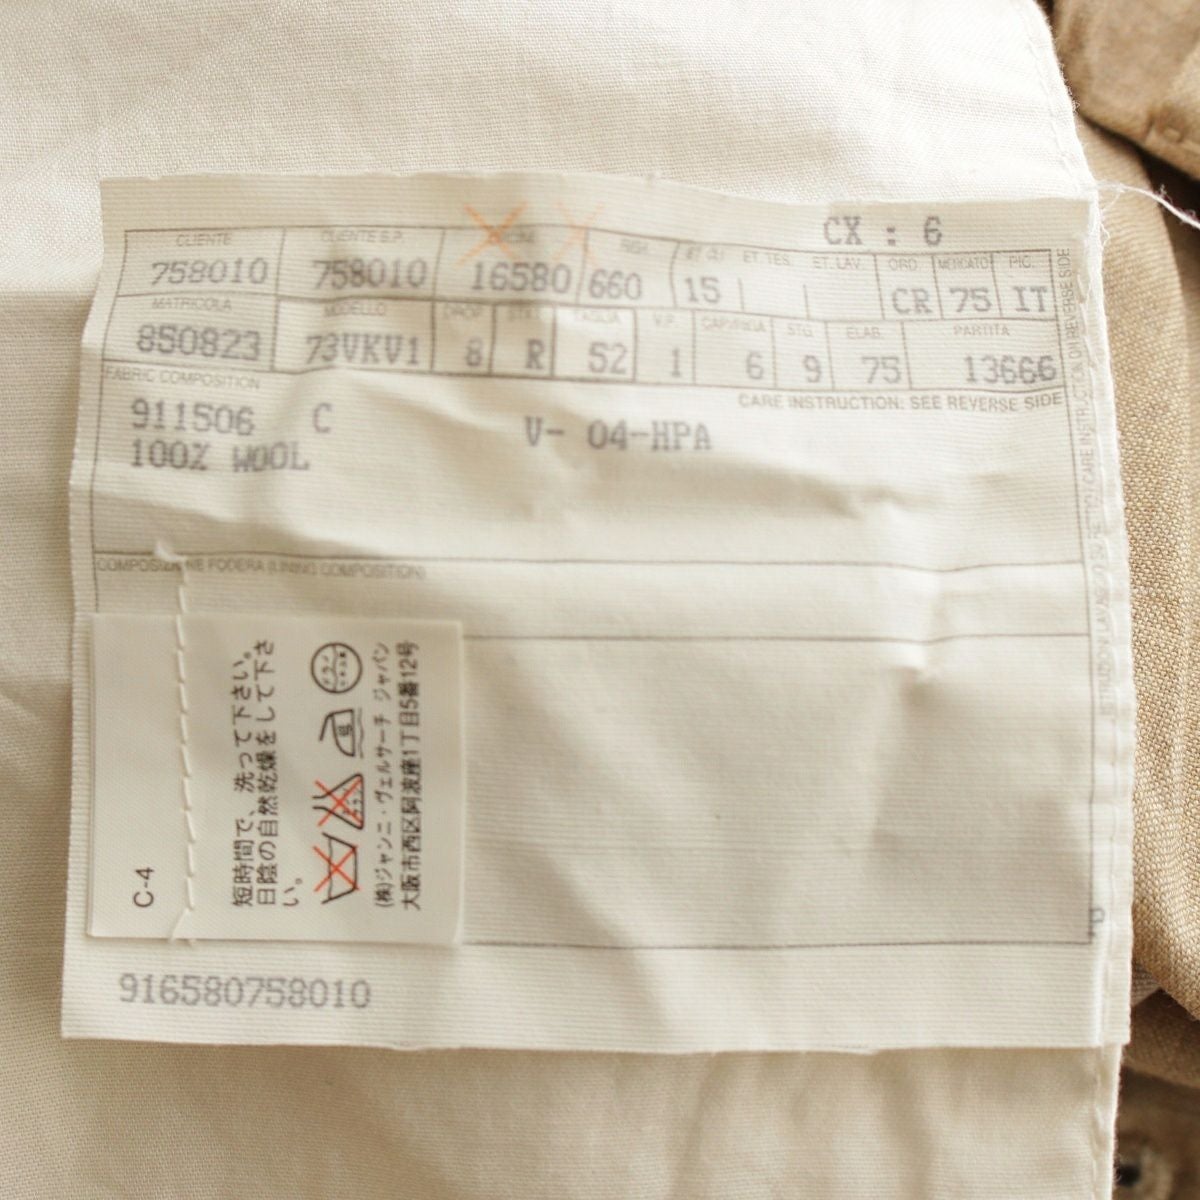 CX : 6
CLIENTE CLIENTE S.P. RIGA ET. TES. ET. LAV. ORD. MERCATO PIC.
758010 758010 16580 660 15 CR 75 IT
MATRICOLA MODELLO DROP TAGLIA V.P. STG ELAB. PARTITA
850823 73VKV1 8 R 52 1 6 9 75 13666
FABRIC COMPOSITION
CARE INSTRUCTION: SEE REVERSE SIDE
911506 C V- 04-HPA
100% WOOL
COMPOSIZIONE FODERA (LINING COMPOSITION)
CARE INSTRUCTION ON REVERSE SIDE
C-4
短時間で、洗って下さい。
日陰の自然乾燥をして下さ
い。
(株)ジャンニ・ヴェルサーチ ジャパン
大阪市西区阿波座1丁目5番12号
916580758010